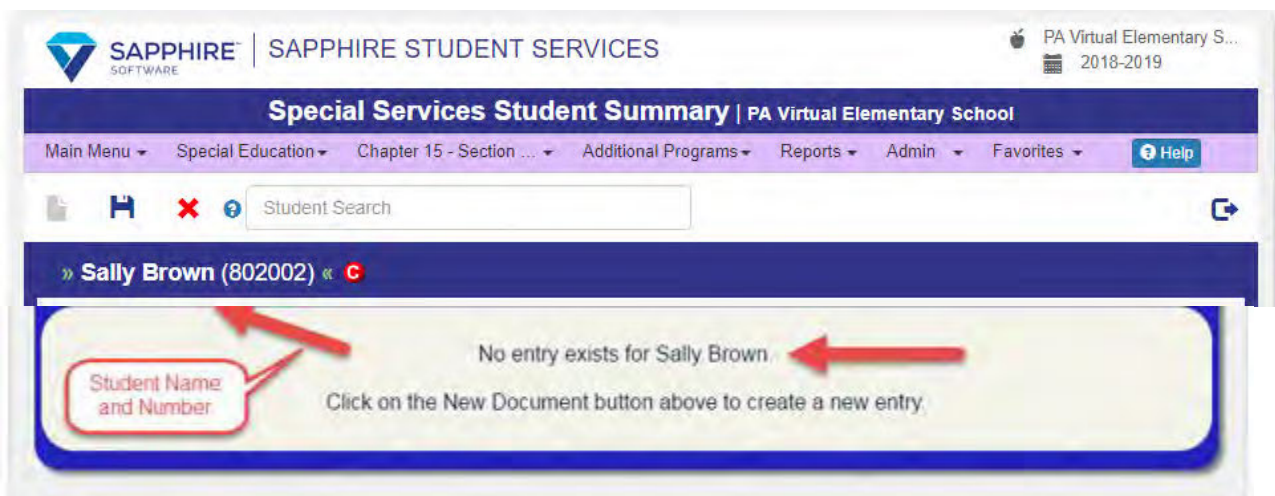 SAPPHIRE™ | SAPPHIRE STUDENT SERVICES
SOFTWARE
PA Virtual Elementary S...
2018-2019
Special Services Student Summary | PA Virtual Elementary School
Main Menu Special Education Chapter 15 - Section ... Additional Programs Reports Admin Favorites ? Help
? Student Search
» Sally Brown (802002) « C
No entry exists for Sally Brown
Student Name
and Number
Click on the New Document button above to create a new entry.